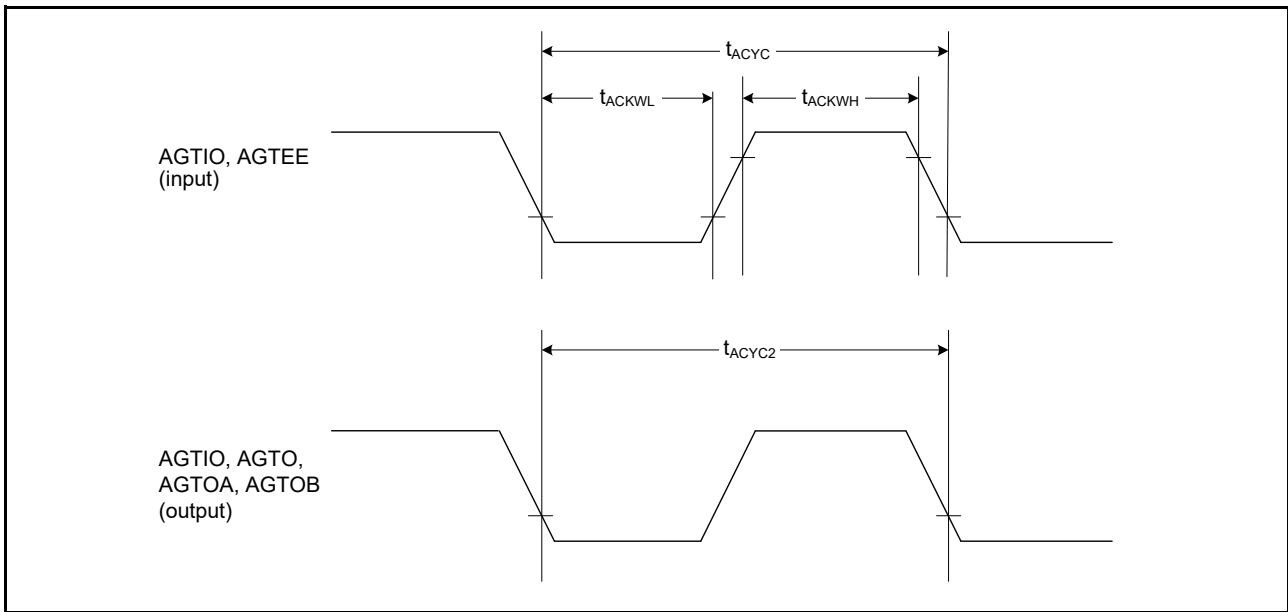 tACYC
tACKWL
tACKWH
AGTIO, AGTEE
(input)
tACYC2
AGTIO, AGTO,
AGTOA, AGTOB
(output)